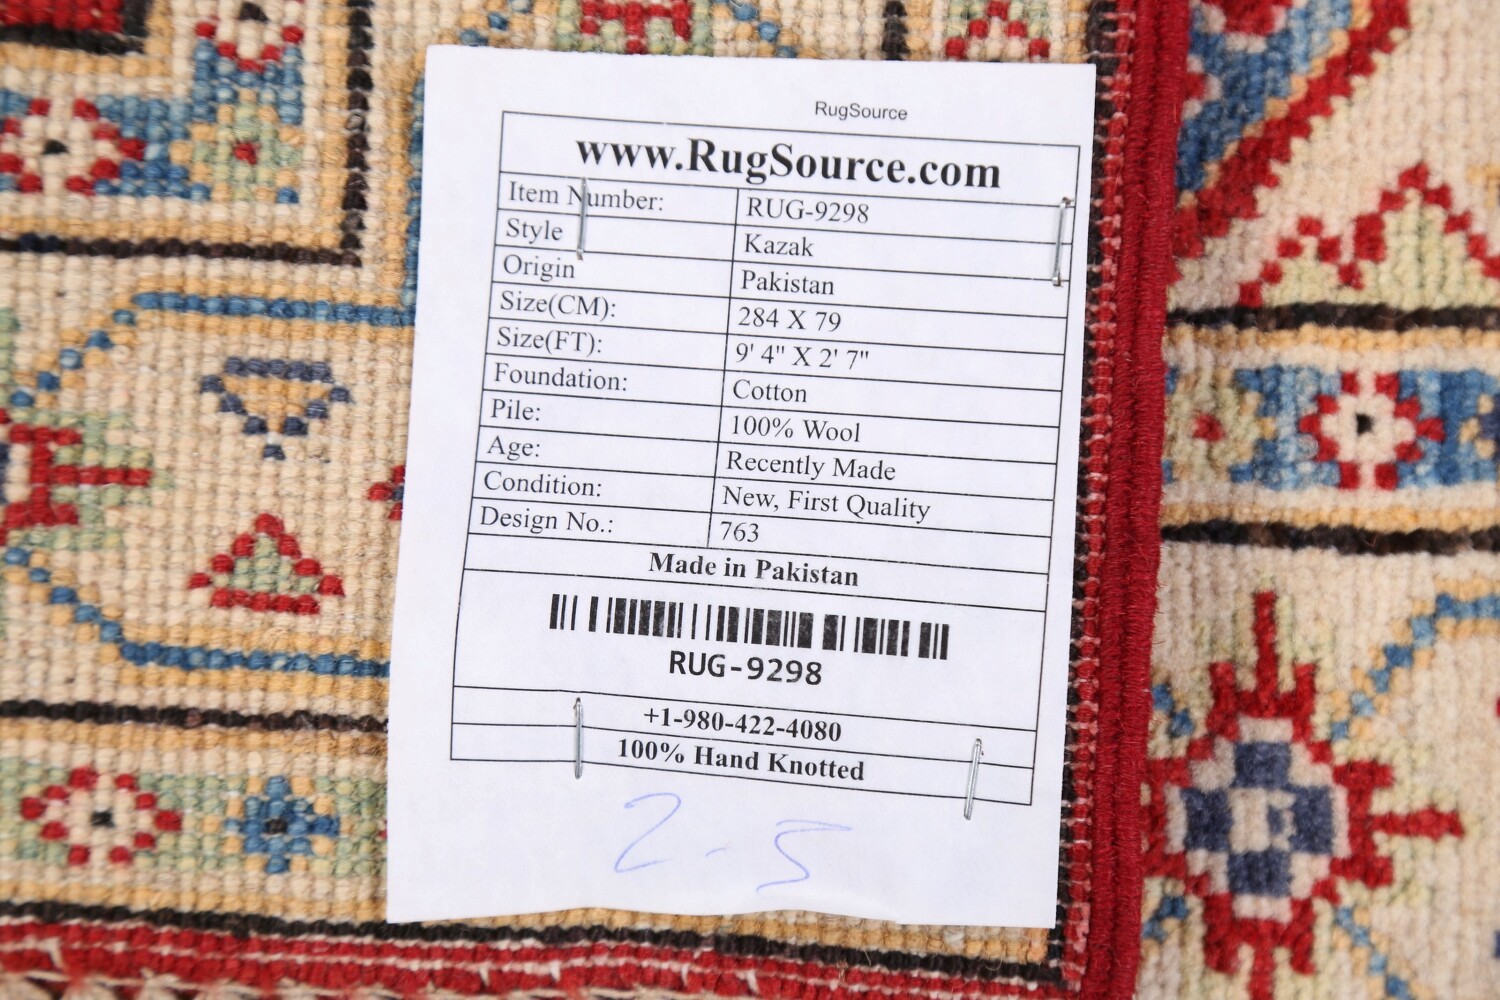 RugSource
www.RugSource.com
Item Number: RUG-9298
Style Kazak
Origin Pakistan
Size(CM): 284 X 79
Size(FT): 9' 4" X 2' 7"
Foundation: Cotton
Pile: 100% Wool
Age: Recently Made
Condition: New, First Quality
Design No.: 763
Made in Pakistan
RUG-9298
+1-980-422-4080
100% Hand Knotted
2-5